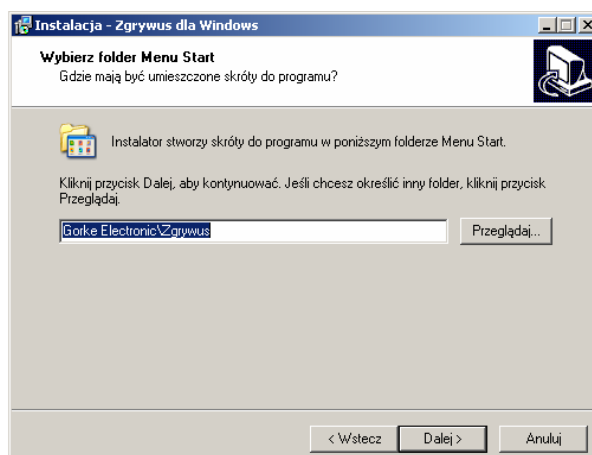 Instalacja - Zgrywus dla Windows
Wybierz folder Menu Start
Gdzie mają być umieszczone skróty do programu?
Instalator stworzy skróty do programu w poniższym folderze Menu Start.
Kliknij przycisk Dalej, aby kontynuować. Jeśli chcesz określić inny folder, kliknij przycisk
Przeglądaj.
Gorke Electronic\Zgrywus
Przeglądaj...
< Wstecz
Dalej >
Anuluj